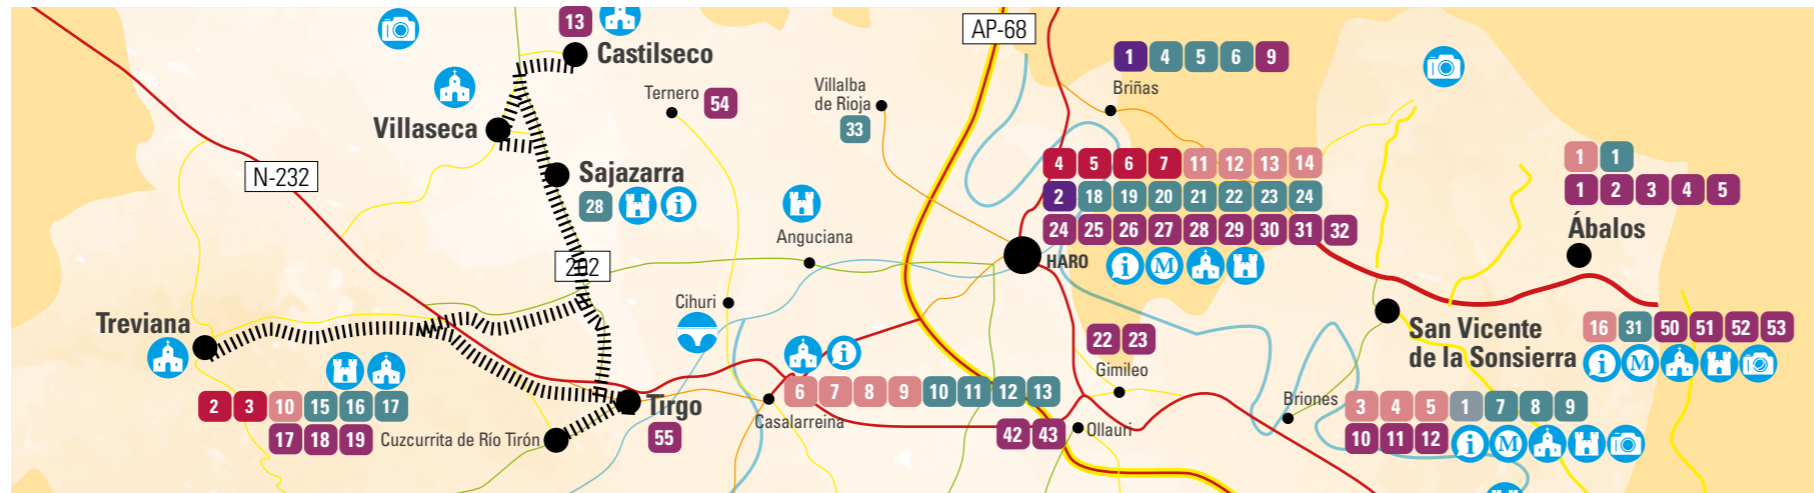 13
Castilseco
AP-68
1 4 5 6 9
Briñas
Ternero 54
Villalba
de Rioja
33
Villaseca
N-232
Sajazarra
28 i
4 5 6 7 11 12 13 14
2 18 19 20 21 22 23 24
24 25 26 27 28 29 30 31 32
HARO
i M
1 1
1 2 3 4 5
Ábalos
Anguciana
202
Cihuri
Treviana
San Vicente
de la Sonsierra
16 31 50 51 52 53
i M
22 23
Gimileo
i
6 7 8 9 10 11 12 13
Casalarreina
42 43
Ollauri
Briones
3 4 5 1 7 8 9
10 11 12 i M
2 3 10 15 16 17
17 18 19
Cuzcurrita de Río Tirón
Tirgo
55